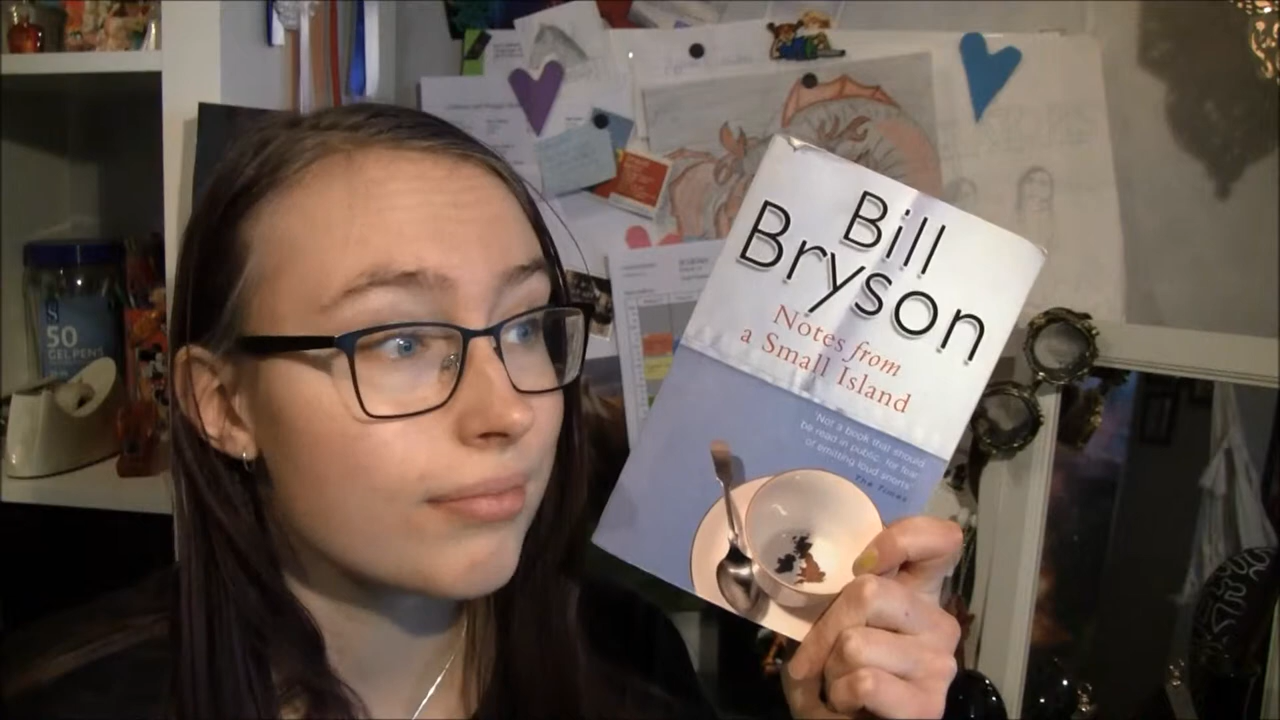 Bill
Bryson
Notes from
a Small Island
'Not a book that should
be read in public, for fear
of emitting loud snorts'
The Times
50
GEL PENS